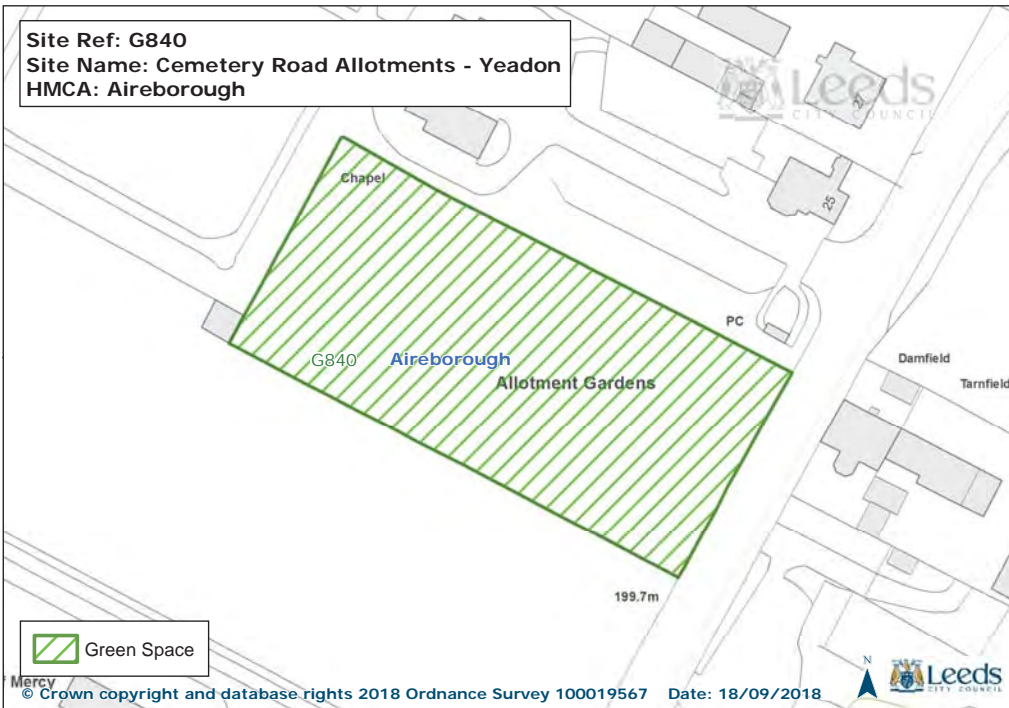 Site Ref: G840
Site Name: Cemetery Road Allotments - Yeadon
HMCA: Aireborough
Leeds
CITY COUNCIL
27
Chapel
25
PC
G840 Aireborough
Allotment Gardens
Damfield
Tarnfield
199.7m
Green Space
f Mercy
© Crown copyright and database rights 2018 Ordnance Survey 100019567 Date: 18/09/2018
N
Leeds
CITY COUNCIL